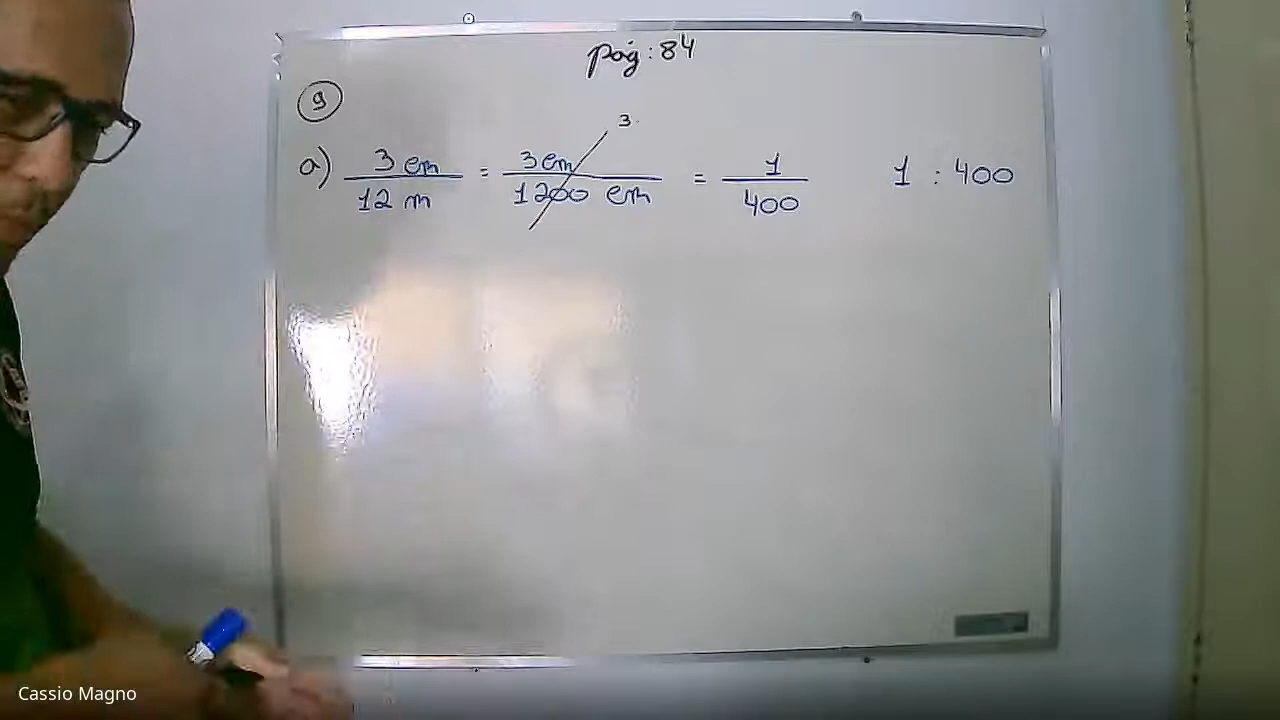 pág: 84
9
3
a) 3 cm / 12 m = 3 cm / 1200 cm = 1 / 400 1 : 400
Cassio Magno